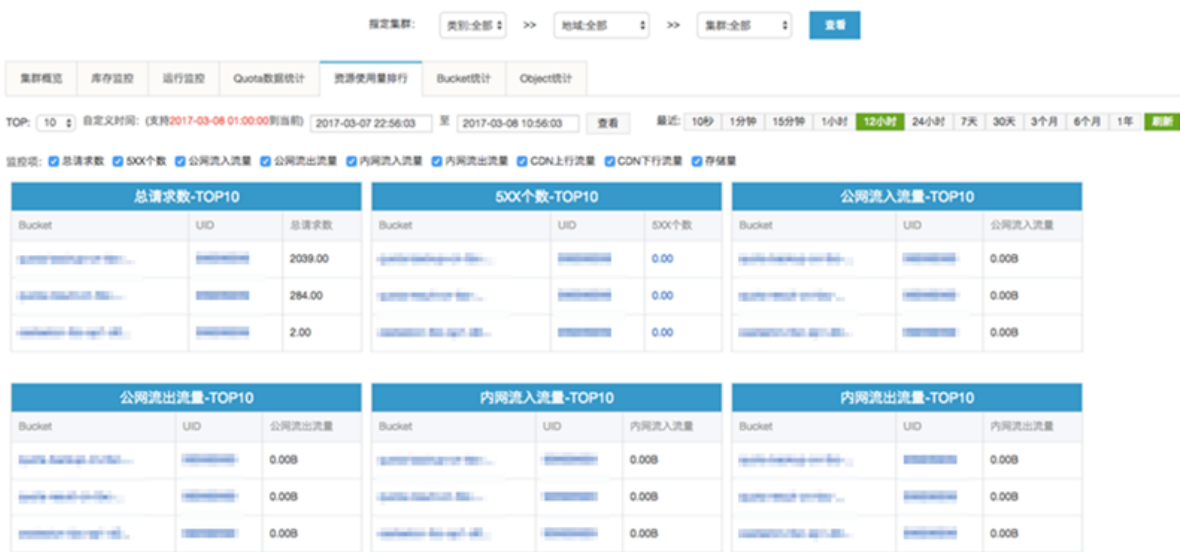 指定集群: 类别:全部 >> 地域:全部 >> 集群:全部 查看
集群概览 库存监控 运行监控 Quota数据统计 资源使用量排行 Bucket统计 Object统计
TOP: 10 自定义时间: (支持2017-03-08 01:00:00到当前) 2017-03-07 22:56:03 至 2017-03-08 10:56:03 查看 最近: 10秒 1分钟 15分钟 1小时 12小时 24小时 7天 30天 3个月 6个月 1年 刷新
监控项: 总请求数 5XX个数 公网流入流量 公网流出流量 内网流入流量 内网流出流量 CDN上行流量 CDN下行流量 存储量
总请求数-TOP10 5XX个数-TOP10 公网流入流量-TOP10
Bucket UID 总请求数 Bucket UID 5XX个数 Bucket UID 公网流入流量
2039.00 0.00 0.00B
284.00 0.00 0.00B
2.00 0.00 0.00B
公网流出流量-TOP10 内网流入流量-TOP10 内网流出流量-TOP10
Bucket UID 公网流出流量 Bucket UID 内网流入流量 Bucket UID 内网流出流量
0.00B 0.00B 0.00B
0.00B 0.00B 0.00B
0.00B 0.00B 0.00B